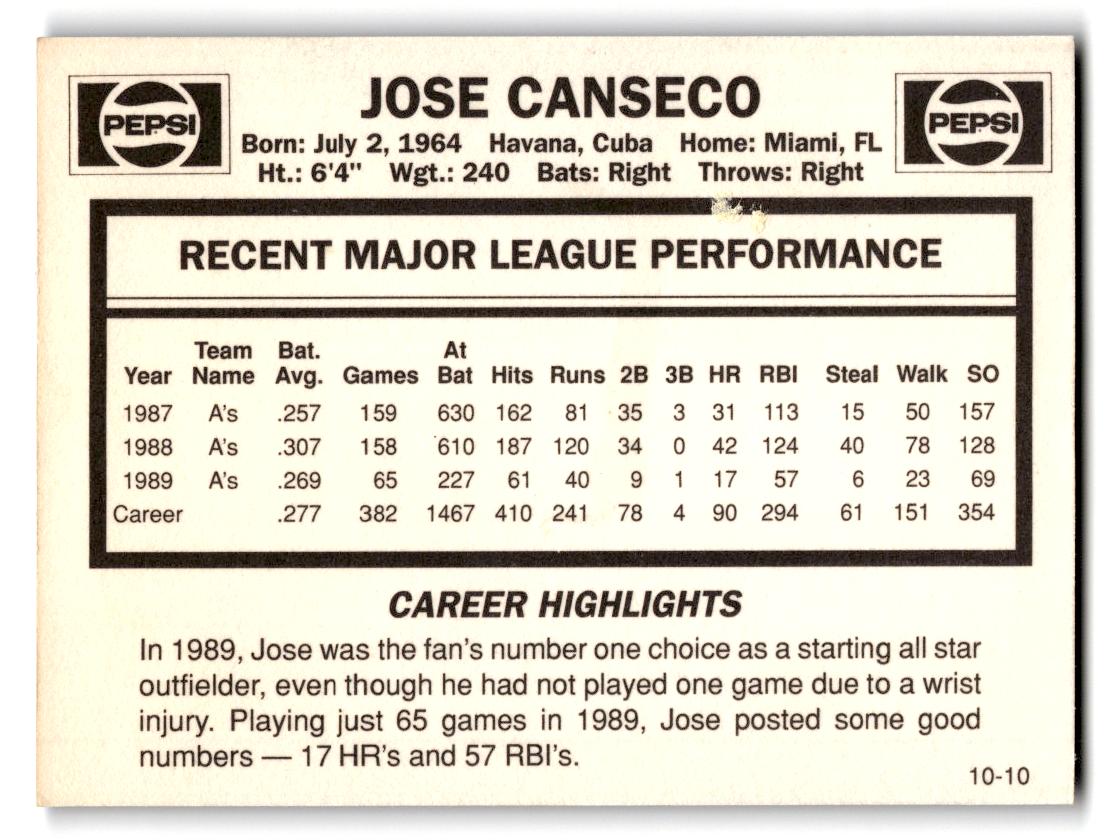 PEPSI
JOSE CANSECO
PEPSI
Born: July 2, 1964 Havana, Cuba Home: Miami, FL
Ht.: 6'4" Wgt.: 240 Bats: Right Throws: Right
RECENT MAJOR LEAGUE PERFORMANCE
Team Bat. At
Year Name Avg. Games Bat Hits Runs 2B 3B HR RBI Steal Walk SO
1987 A's .257 159 630 162 81 35 3 31 113 15 50 157
1988 A's .307 158 610 187 120 34 0 42 124 40 78 128
1989 A's .269 65 227 61 40 9 1 17 57 6 23 69
Career .277 382 1467 410 241 78 4 90 294 61 151 354
CAREER HIGHLIGHTS
In 1989, Jose was the fan's number one choice as a starting all star
outfielder, even though he had not played one game due to a wrist
injury. Playing just 65 games in 1989, Jose posted some good
numbers — 17 HR's and 57 RBI's.
10-10